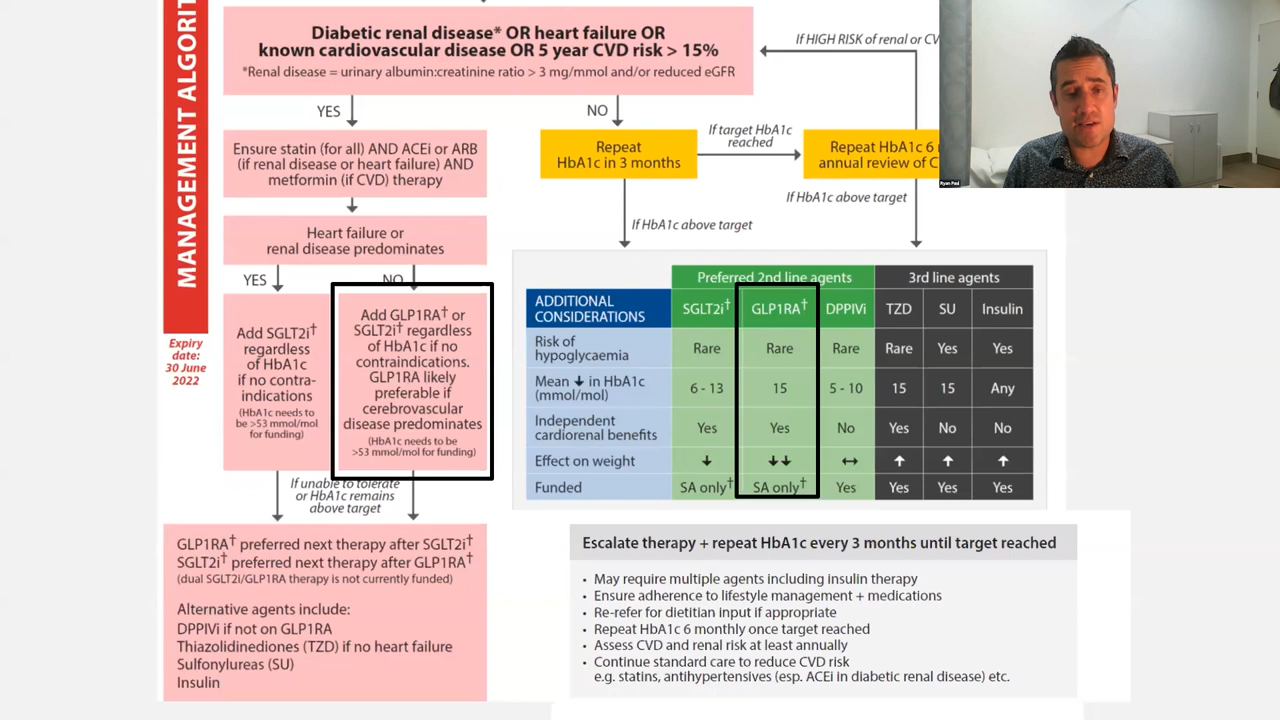 MANAGEMENT ALGORIT
Expiry
date:
30 June
2022
Diabetic renal disease* OR heart failure OR
known cardiovascular disease OR 5 year CVD risk > 15%
*Renal disease = urinary albumin:creatinine ratio > 3 mg/mmol and/or reduced eGFR
If HIGH RISK of renal or CV
YES
NO
Ensure statin (for all) AND ACEi or ARB
(if renal disease or heart failure) AND
metformin (if CVD) therapy
Repeat
HbA1c in 3 months
If target HbA1c
reached
Repeat HbA1c 6
annual review of C
Ryan Paul
If HbA1c above target
If HbA1c above target
Heart failure or
renal disease predominates
YES
NO
Add SGLT2i†
regardless
of HbA1c
if no contra-
indications
(HbA1c needs to
be >53 mmol/mol
for funding)
Add GLP1RA† or
SGLT2i† regardless
of HbA1c if no
contraindications.
GLP1RA likely
preferable if
cerebrovascular
disease predominates
(HbA1c needs to be
>53 mmol/mol for funding)
If unable to tolerate
or HbA1c remains
above target
GLP1RA† preferred next therapy after SGLT2i†
SGLT2i† preferred next therapy after GLP1RA†
(dual SGLT2i/GLP1RA therapy is not currently funded)
Alternative agents include:
DPPIVi if not on GLP1RA
Thiazolidinediones (TZD) if no heart failure
Sulfonylureas (SU)
Insulin
Preferred 2nd line agents 3rd line agents
ADDITIONAL
CONSIDERATIONS
SGLT2i† GLP1RA† DPPIVi TZD SU Insulin
Risk of
hypoglycaemia
Rare Rare Rare Rare Yes Yes
Mean ↓ in HbA1c
(mmol/mol)
6 - 13 15 5 - 10 15 15 Any
Independent
cardiorenal benefits
Yes Yes No Yes No No
Effect on weight ↓ ↓↓ ↔ ↑ ↑ ↑
Funded SA only† SA only† Yes Yes Yes Yes
Escalate therapy + repeat HbA1c every 3 months until target reached
• May require multiple agents including insulin therapy
• Ensure adherence to lifestyle management + medications
• Re-refer for dietitian input if appropriate
• Repeat HbA1c 6 monthly once target reached
• Assess CVD and renal risk at least annually
• Continue standard care to reduce CVD risk
e.g. statins, antihypertensives (esp. ACEi in diabetic renal disease) etc.